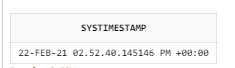 SYSTIMESTAMP
22-FEB-21 02.52.40.145146 PM +00:00